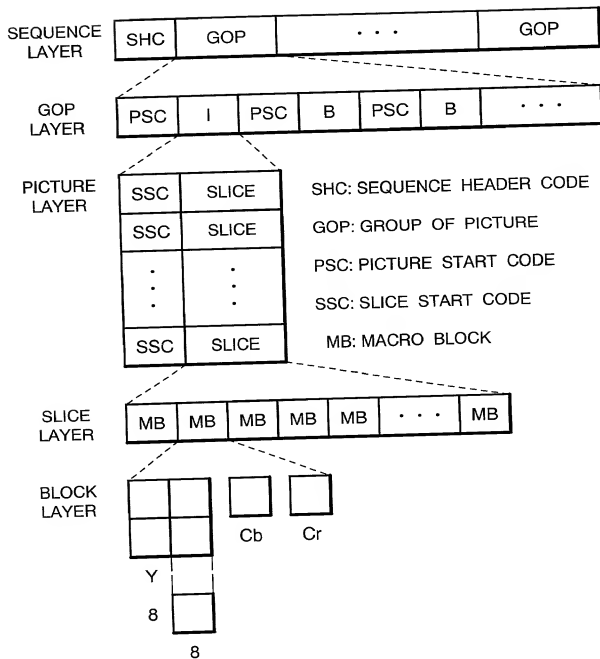 SEQUENCE LAYER
SHC GOP · · · GOP
GOP LAYER
PSC I PSC B PSC B · · ·
PICTURE LAYER
SSC SLICE
SSC SLICE
· ·
· ·
· ·
SSC SLICE
SHC: SEQUENCE HEADER CODE
GOP: GROUP OF PICTURE
PSC: PICTURE START CODE
SSC: SLICE START CODE
MB: MACRO BLOCK
SLICE LAYER
MB MB MB MB MB · · · MB
BLOCK LAYER
Cb Cr
Y
8
8